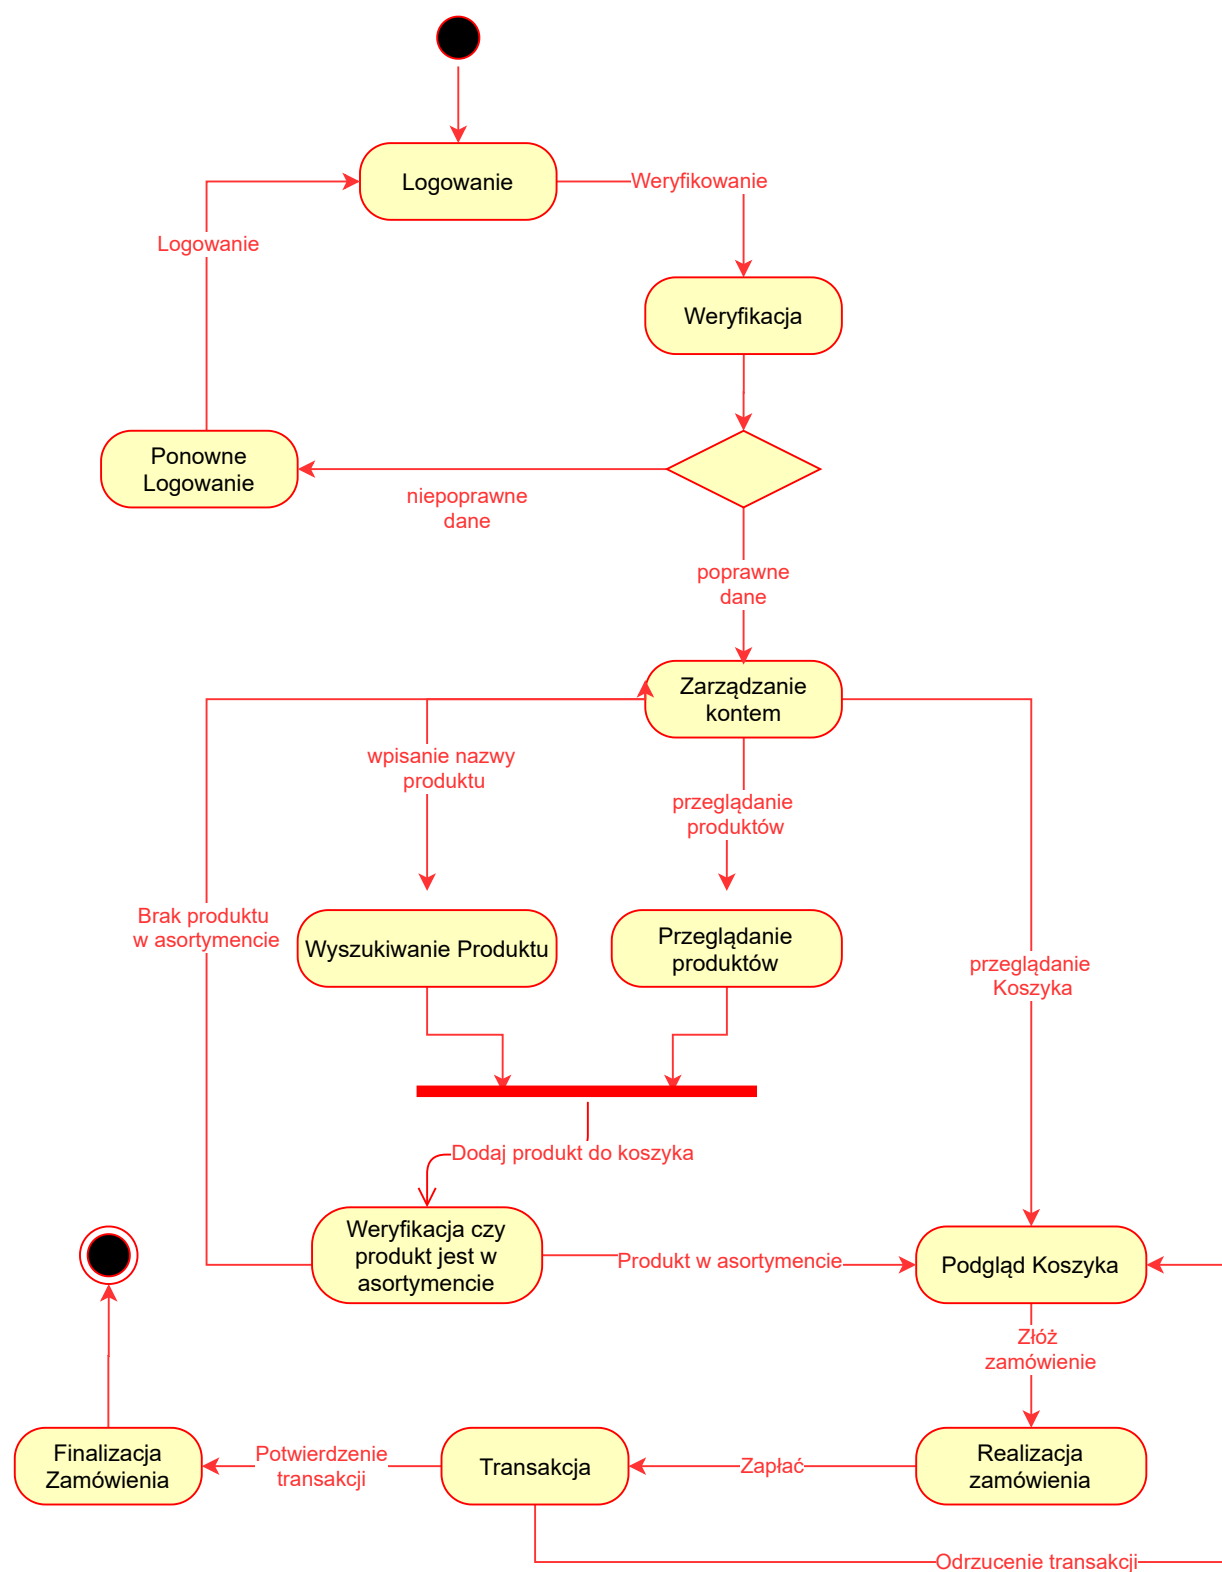 Logowanie
Weryfikowanie
Logowanie
Weryfikacja
Ponowne
Logowanie
niepoprawne
dane
poprawne
dane
Zarządzanie
kontem
wpisanie nazwy
produktu
przeglądanie
produktów
Brak produktu
w asortymencie
Wyszukiwanie Produktu
Przeglądanie
produktów
przeglądanie
Koszyka
Dodaj produkt do koszyka
Weryfikacja czy
produkt jest w
asortymencie
Produkt w asortymencie
Podgląd Koszyka
Złóż
zamówienie
Finalizacja
Zamówienia
Potwierdzenie
transakcji
Transakcja
Zapłać
Realizacja
zamówienia
Odrzucenie transakcji